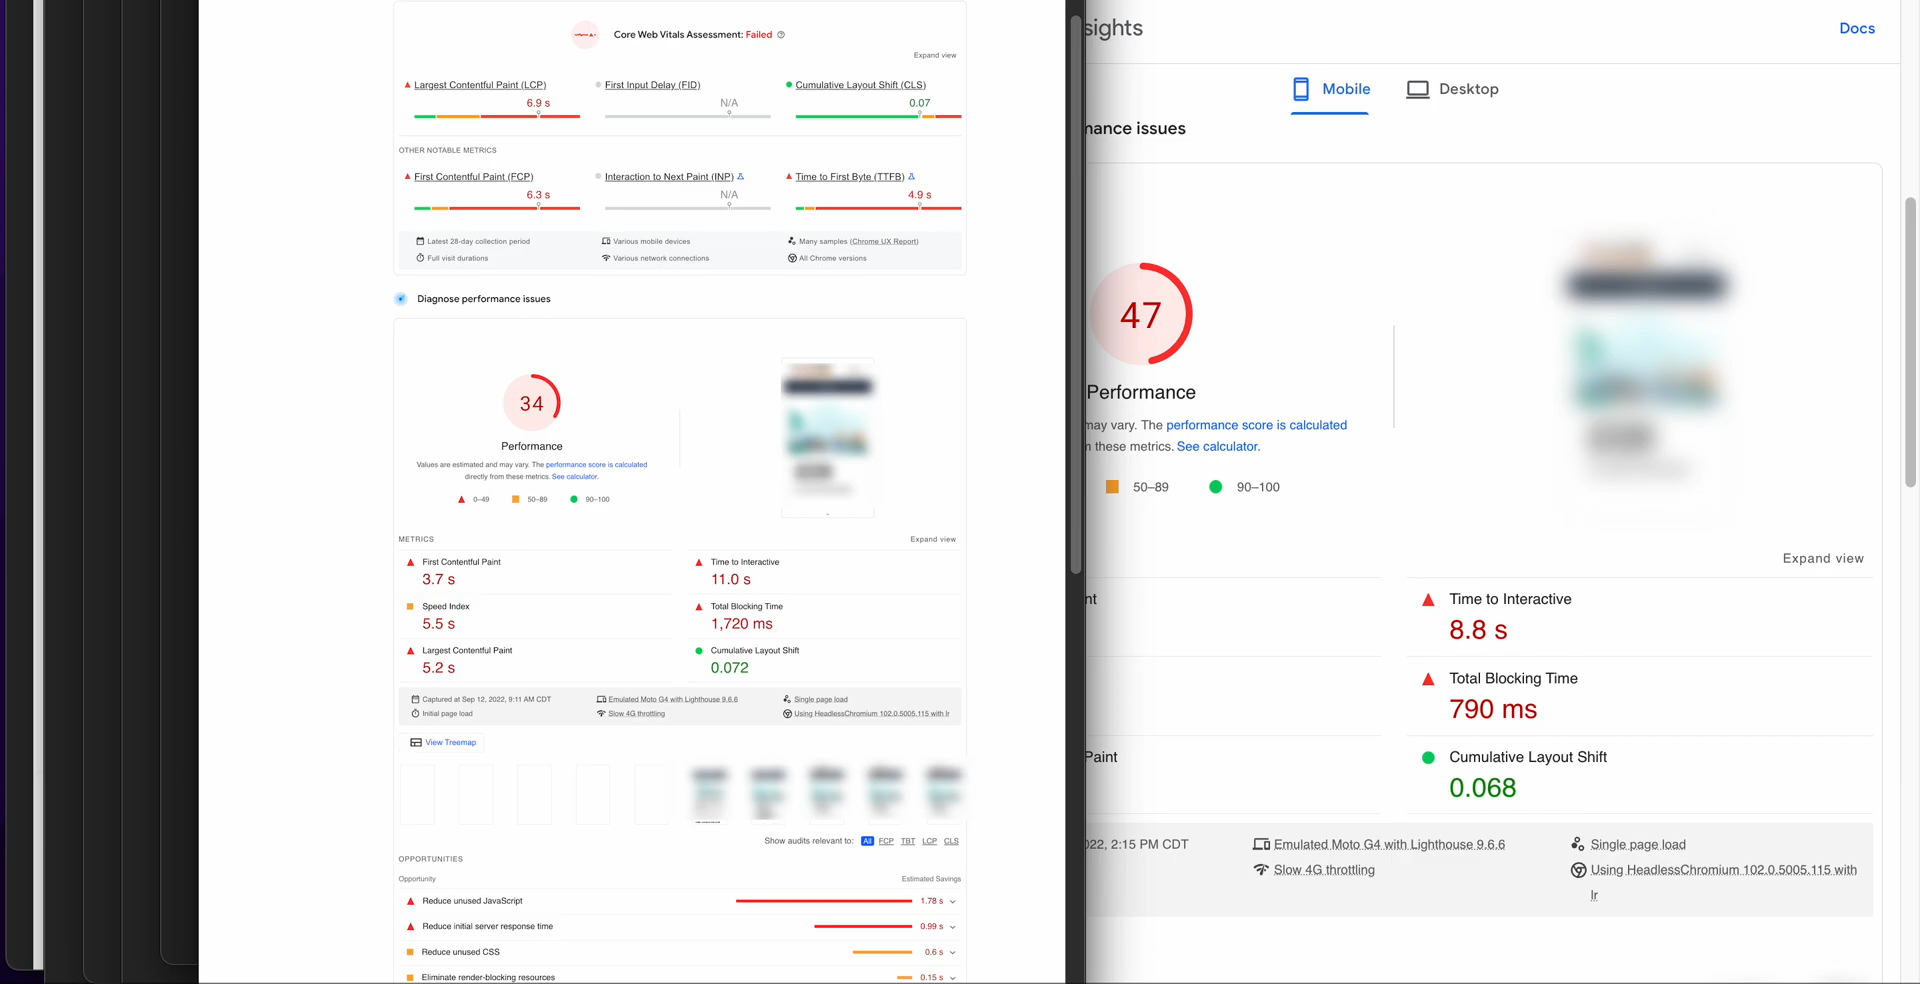 Core Web Vitals Assessment: Failed
Expand view
Largest Contentful Paint (LCP)
6.9 s
First Input Delay (FID)
N/A
Cumulative Layout Shift (CLS)
0.07
OTHER NOTABLE METRICS
First Contentful Paint (FCP)
6.3 s
Interaction to Next Paint (INP)
N/A
Time to First Byte (TTFB)
4.9 s
Latest 28-day collection period
Various mobile devices
Many samples (Chrome UX Report)
Full visit durations
Various network connections
All Chrome versions
Diagnose performance issues
34
Performance
Values are estimated and may vary. The performance score is calculated
directly from these metrics. See calculator.
0–49
50–89
90–100
METRICS
Expand view
First Contentful Paint
3.7 s
Time to Interactive
11.0 s
Speed Index
5.5 s
Total Blocking Time
1,720 ms
Largest Contentful Paint
5.2 s
Cumulative Layout Shift
0.072
Captured at Sep 12, 2022, 9:11 AM CDT
Emulated Moto G4 with Lighthouse 9.6.6
Single page load
Initial page load
Slow 4G throttling
Using HeadlessChromium 102.0.5005.115 with lr
View Treemap
Show audits relevant to: All FCP TBT LCP CLS
OPPORTUNITIES
Opportunity
Estimated Savings
Reduce unused JavaScript
1.78 s
Reduce initial server response time
0.99 s
Reduce unused CSS
0.6 s
Eliminate render-blocking resources
0.15 s
sights
Docs
Mobile
Desktop
mance issues
47
Performance
may vary. The performance score is calculated
these metrics. See calculator.
50–89
90–100
Expand view
nt
Time to Interactive
8.8 s
Total Blocking Time
790 ms
Paint
Cumulative Layout Shift
0.068
022, 2:15 PM CDT
Emulated Moto G4 with Lighthouse 9.6.6
Single page load
Slow 4G throttling
Using HeadlessChromium 102.0.5005.115 with
lr